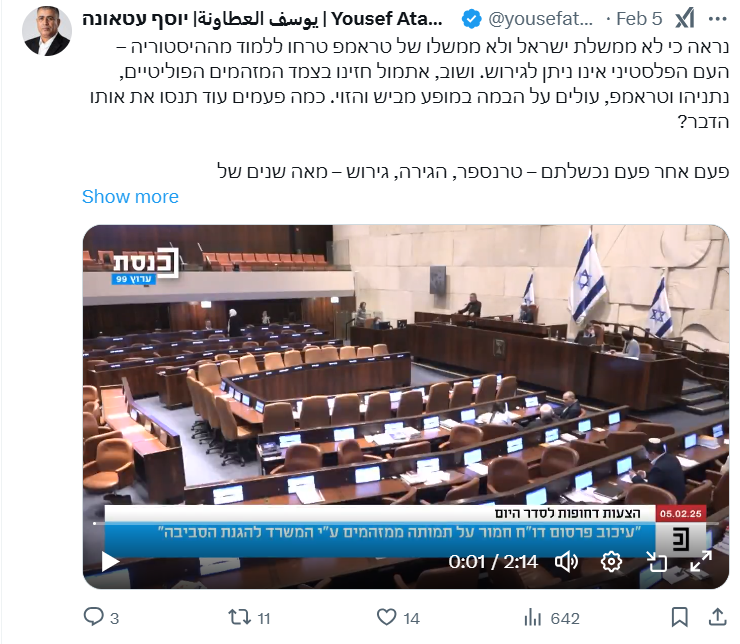 יוסף עטאונה |يوسف العطاونة | Yousef Ata... @yousefat... · Feb 5
נראה כי לא ממשלת ישראל ולא ממשלו של טראמפ טרחו ללמוד מההיסטוריה –
העם הפלסטיני אינו ניתן לגירוש. ושוב, אתמול חזינו בצמד המזהמים הפוליטיים,
נתניהו וטראמפ, עולים על הבמה במופע מביש והזוי. כמה פעמים עוד תנסו את אותו
הדבר?
פעם אחר פעם נכשלתם – טרנספר, הגירה, גירוש – מאה שנים של
Show more
כנסת
ערוץ 99
הצעות דחופות לסדר היום
05.02.25
"עיכוב פרסום דו"ח חמור על תמותה ממזהמים ע"י המשרד להגנת הסביבה"
0:01 / 2:14
3 11 14 642